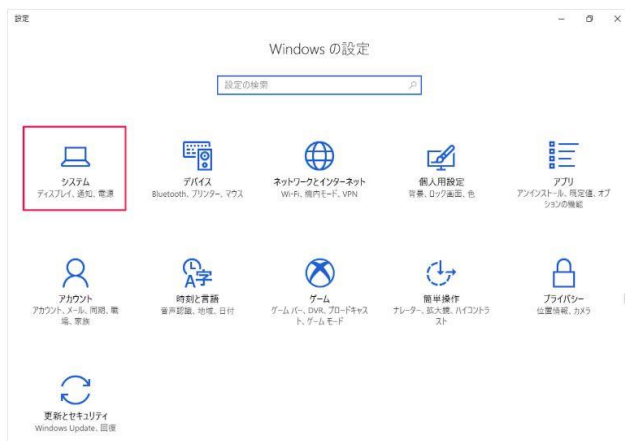 設定
Windows の設定
設定の検索
システム
ディスプレイ、通知、電源
デバイス
Bluetooth、プリンター、マウス
ネットワークとインターネット
Wi-Fi、機内モード、VPN
個人用設定
背景、ロック画面、色
アプリ
アンインストール、既定値、オプ
ションの機能
アカウント
アカウント、メール、同期、職
場、家族
時刻と言語
音声認識、地域、日付
ゲーム
ゲーム バー、DVR、ブロードキャス
ト、ゲーム モード
簡単操作
ナレーター、拡大鏡、ハイコントラ
スト
プライバシー
位置情報、カメラ
更新とセキュリティ
Windows Update、回復